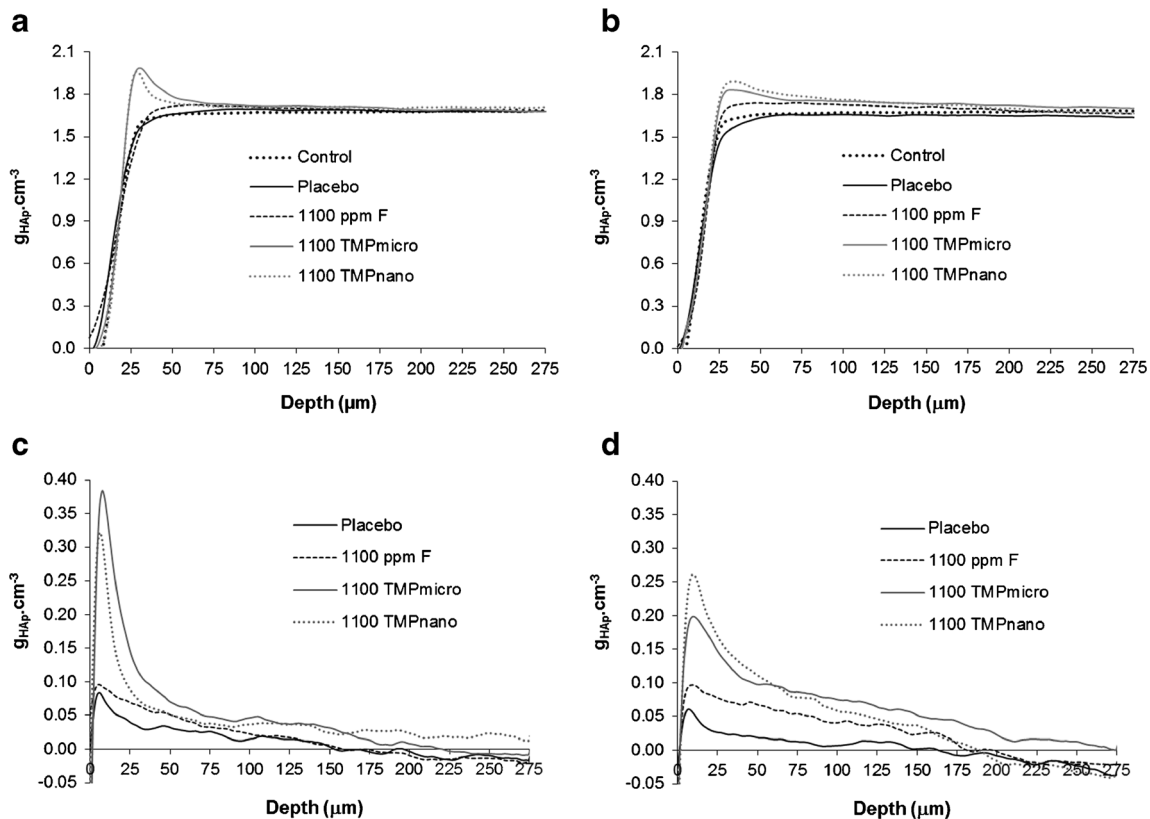 a
2.1
1.8
1.5
1.2
0.9
0.6
0.3
0.0
g_HAp.cm⁻³
Control
Placebo
1100 ppm F
1100 TMPmicro
1100 TMPnano
0 25 50 75 100 125 150 175 200 225 250 275
Depth (µm)
b
2.1
1.8
1.5
1.2
0.9
0.6
0.3
0.0
g_HAp.cm⁻³
Control
Placebo
1100 ppm F
1100 TMPmicro
1100 TMPnano
0 25 50 75 100 125 150 175 200 225 250 275
Depth (µm)
c
0.40
0.35
0.30
0.25
0.20
0.15
0.10
0.05
0.00
-0.05
g_HAp.cm⁻³
Placebo
1100 ppm F
1100 TMPmicro
1100 TMPnano
0 25 50 75 100 125 150 175 200 225 250 275
Depth (µm)
d
0.40
0.35
0.30
0.25
0.20
0.15
0.10
0.05
0.00
-0.05
g_HAp.cm⁻³
Placebo
1100 ppm F
1100 TMPmicro
1100 TMPnano
0 25 50 75 100 125 150 175 200 225 250 275
Depth (µm)